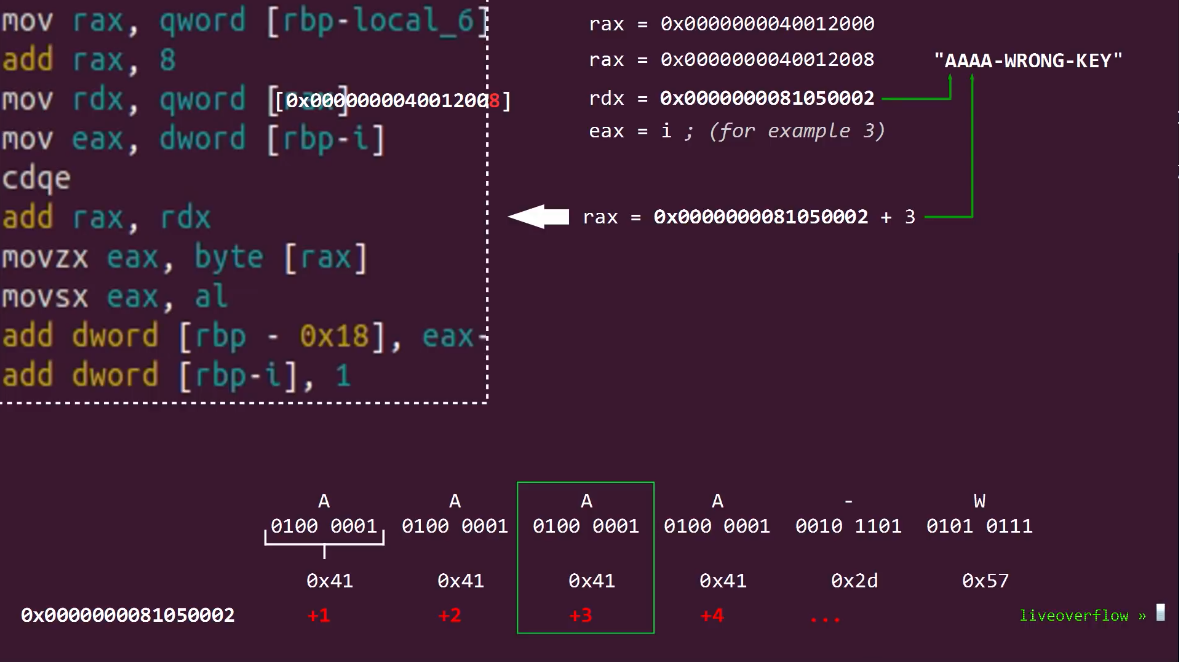 mov rax, qword [rbp-local_6]
add rax, 8
mov rdx, qword [rax]
[0x0000000040012008]
mov eax, dword [rbp-i]
cdqe
add rax, rdx
movzx eax, byte [rax]
movsx eax, al
add dword [rbp - 0x18], eax-
add dword [rbp-i], 1
rax = 0x0000000040012000
rax = 0x0000000040012008
"AAAA-WRONG-KEY"
rdx = 0x0000000081050002
eax = i ; (for example 3)
rax = 0x0000000081050002 + 3
A A A A - W
0100 0001 0100 0001 0100 0001 0100 0001 0010 1101 0101 0111
0x41 0x41 0x41 0x41 0x2d 0x57
0x0000000081050002 +1 +2 +3 +4 ...
liveoverflow »